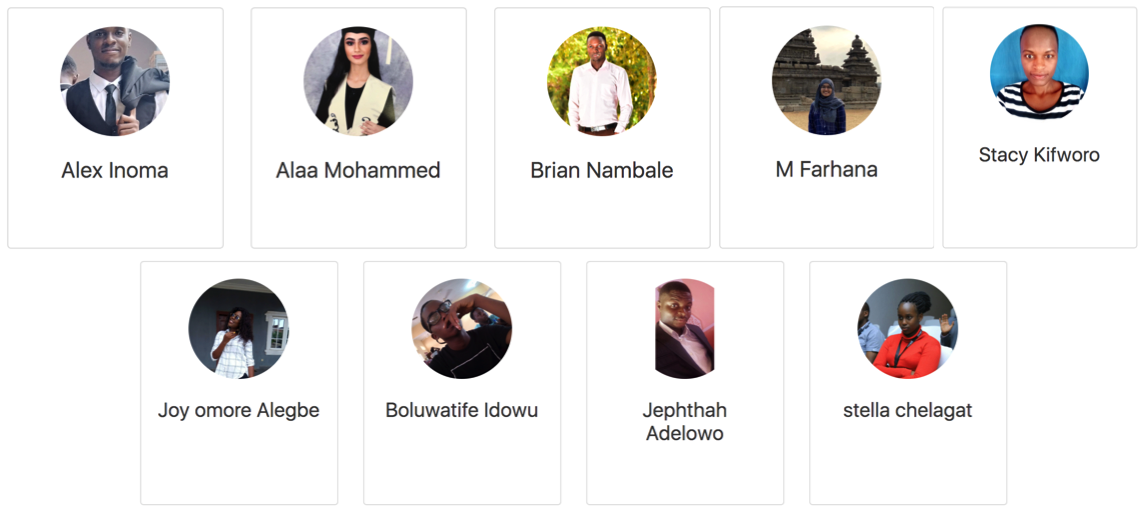 Alex Inoma
Alaa Mohammed
Brian Nambale
M Farhana
Stacy Kifworo
Joy omore Alegbe
Boluwatife Idowu
Jephthah
Adelowo
stella chelagat